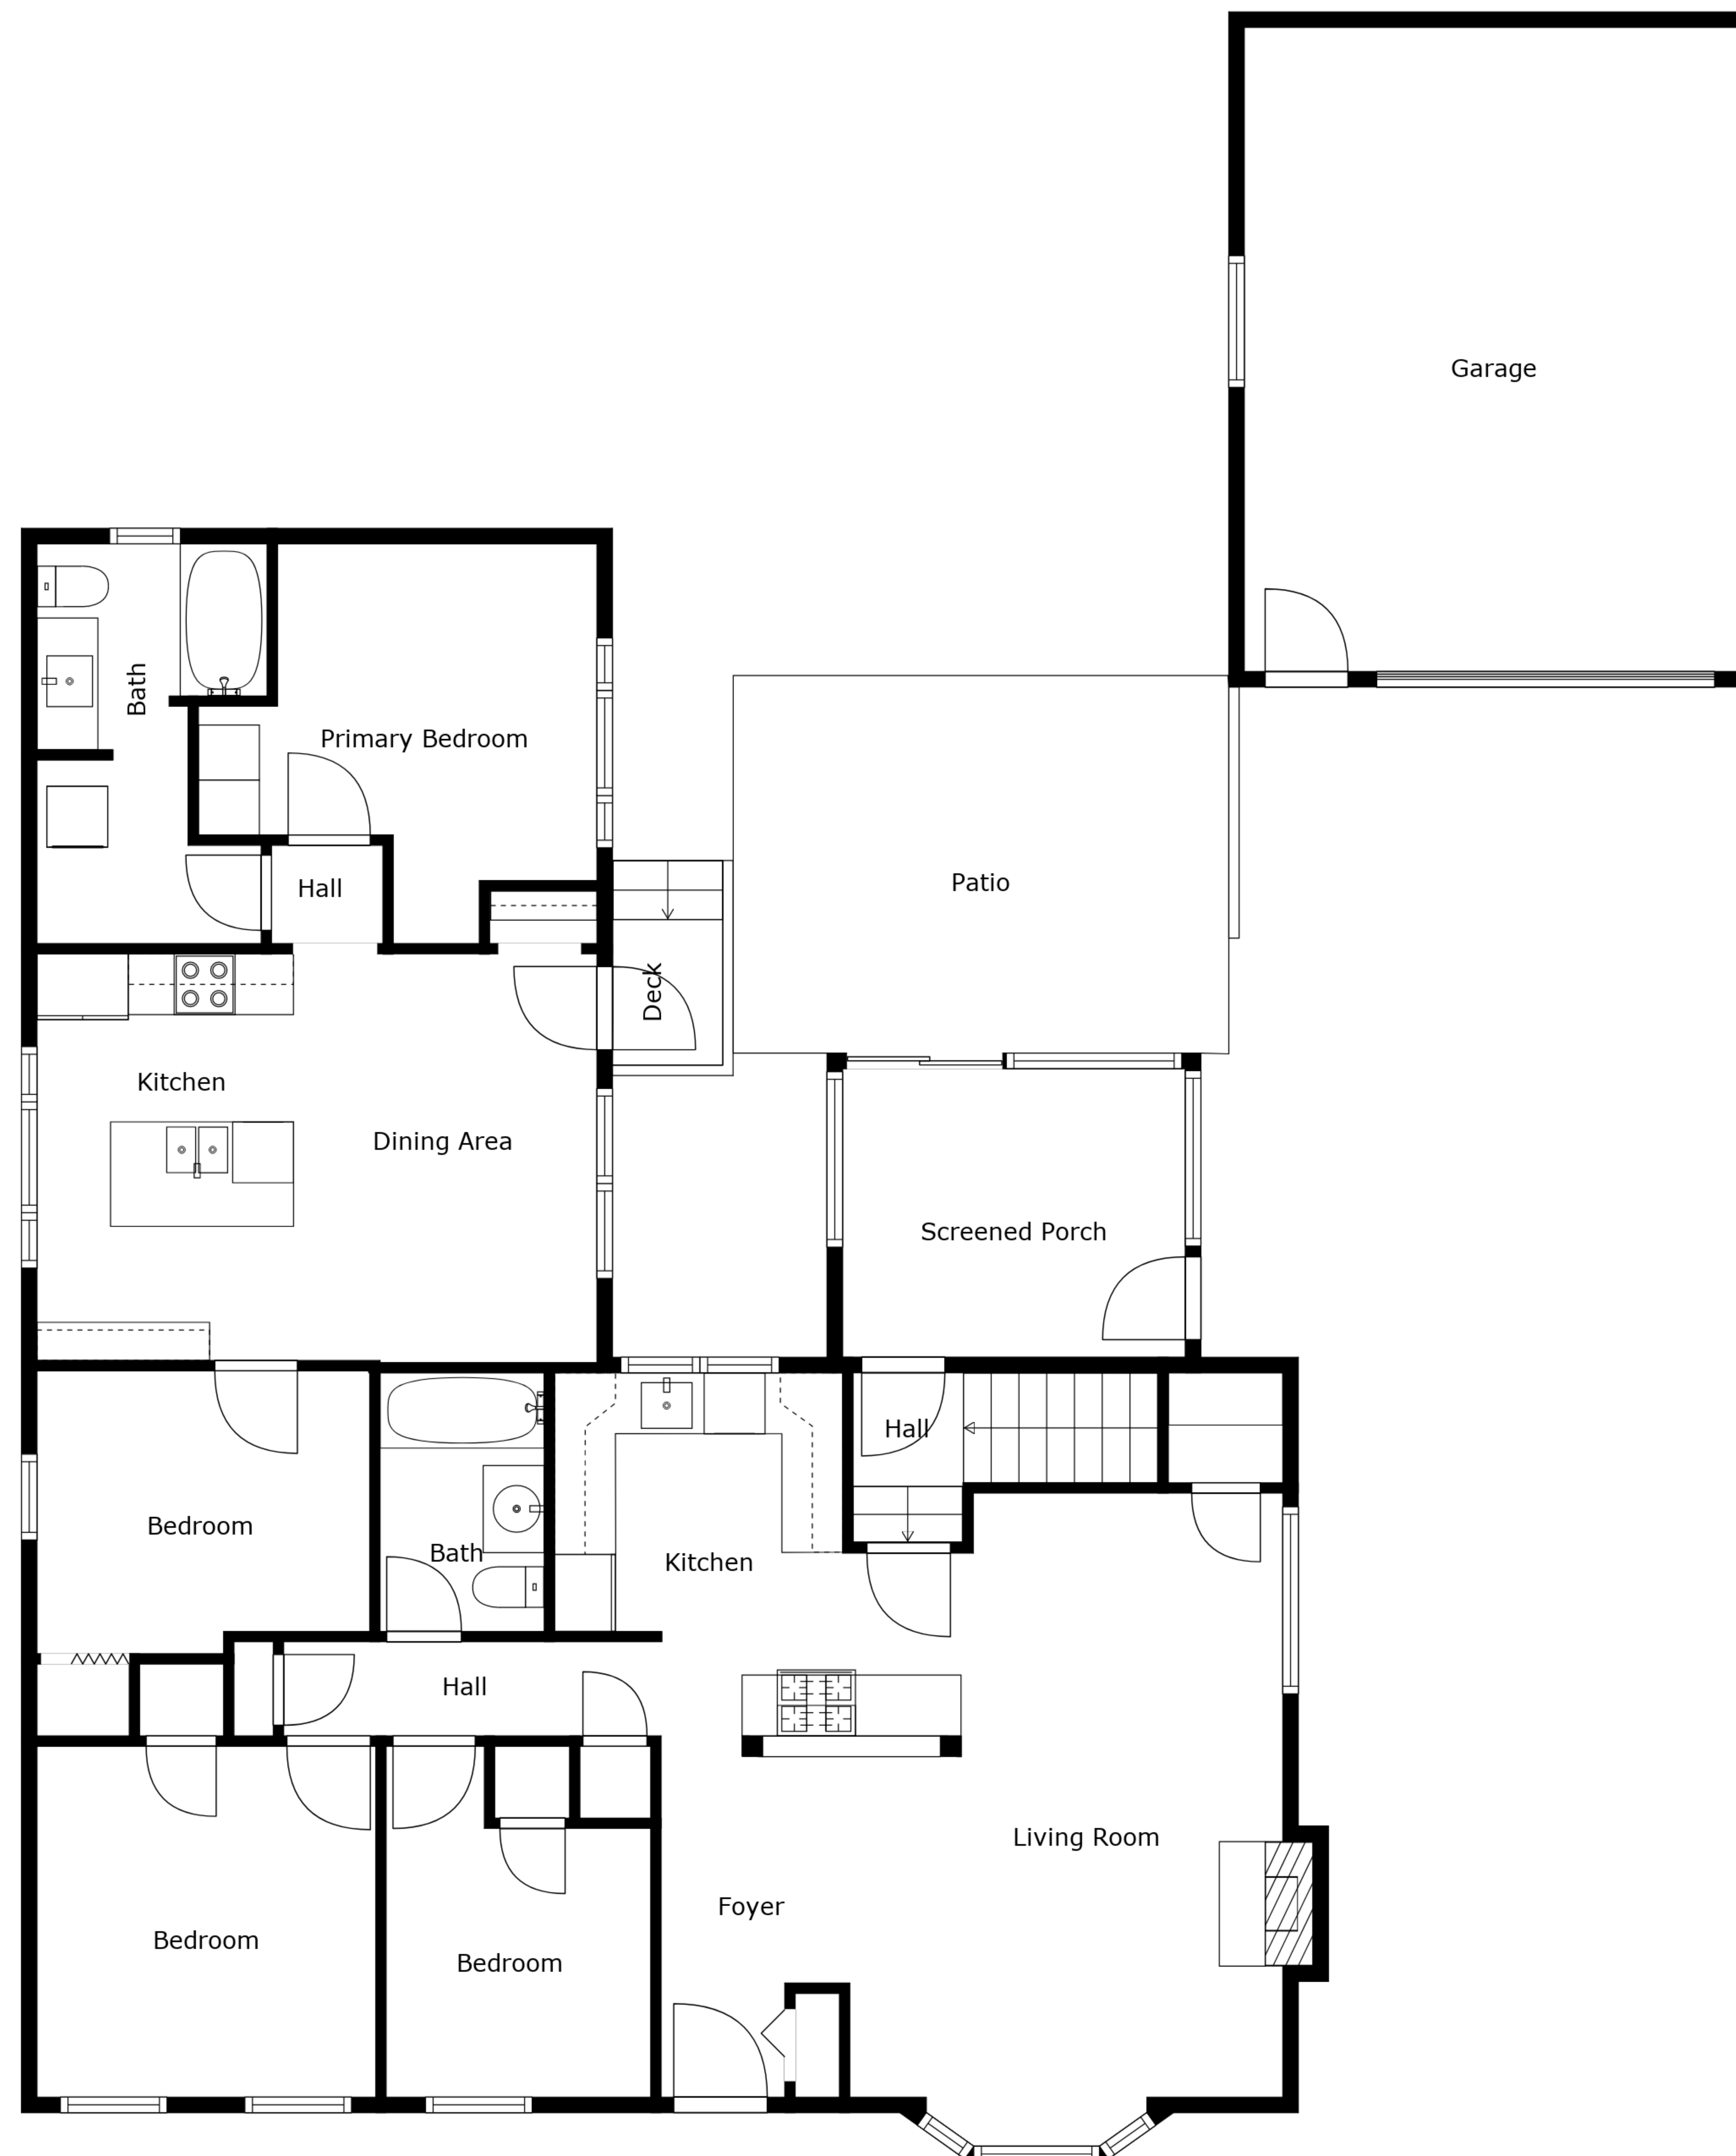 Garage
Bath
Primary Bedroom
Hall
Patio
Deck
Kitchen
Dining Area
Screened Porch
Hall
Bedroom
Bath
Kitchen
Hall
Living Room
Foyer
Bedroom
Bedroom